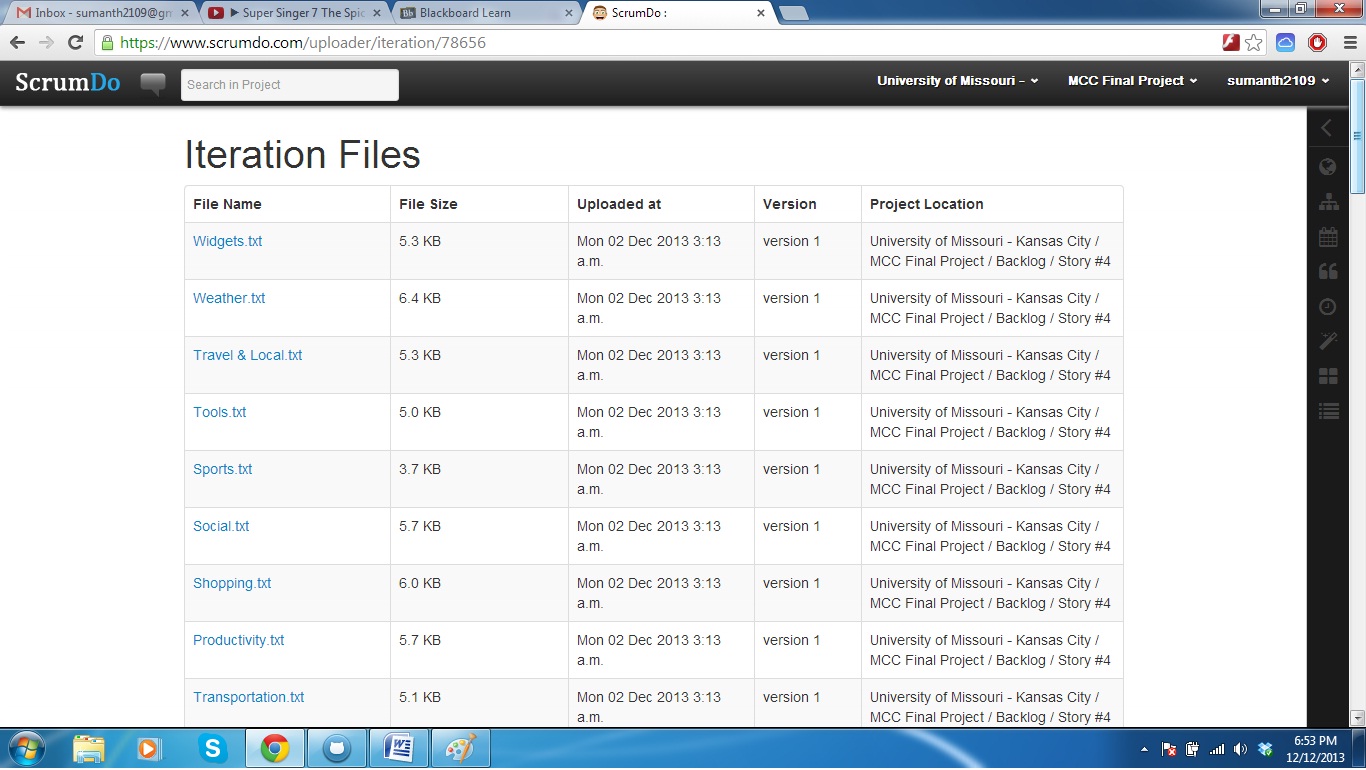 Inbox - sumanth2109@gm
▶ Super Singer 7 The Spic
Bb Blackboard Learn
ScrumDo :
https://www.scrumdo.com/uploader/iteration/78656
ScrumDo
Search in Project
University of Missouri -
MCC Final Project
sumanth2109
Iteration Files
File Name File Size Uploaded at Version Project Location
Widgets.txt 5.3 KB Mon 02 Dec 2013 3:13 version 1 University of Missouri - Kansas City /
a.m. MCC Final Project / Backlog / Story #4
Weather.txt 6.4 KB Mon 02 Dec 2013 3:13 version 1 University of Missouri - Kansas City /
a.m. MCC Final Project / Backlog / Story #4
Travel & Local.txt 5.3 KB Mon 02 Dec 2013 3:13 version 1 University of Missouri - Kansas City /
a.m. MCC Final Project / Backlog / Story #4
Tools.txt 5.0 KB Mon 02 Dec 2013 3:13 version 1 University of Missouri - Kansas City /
a.m. MCC Final Project / Backlog / Story #4
Sports.txt 3.7 KB Mon 02 Dec 2013 3:13 version 1 University of Missouri - Kansas City /
a.m. MCC Final Project / Backlog / Story #4
Social.txt 5.7 KB Mon 02 Dec 2013 3:13 version 1 University of Missouri - Kansas City /
a.m. MCC Final Project / Backlog / Story #4
Shopping.txt 6.0 KB Mon 02 Dec 2013 3:13 version 1 University of Missouri - Kansas City /
a.m. MCC Final Project / Backlog / Story #4
Productivity.txt 5.7 KB Mon 02 Dec 2013 3:13 version 1 University of Missouri - Kansas City /
a.m. MCC Final Project / Backlog / Story #4
Transportation.txt 5.1 KB Mon 02 Dec 2013 3:13 version 1 University of Missouri - Kansas City /
a.m. MCC Final Project / Backlog / Story #4
6:53 PM
12/12/2013